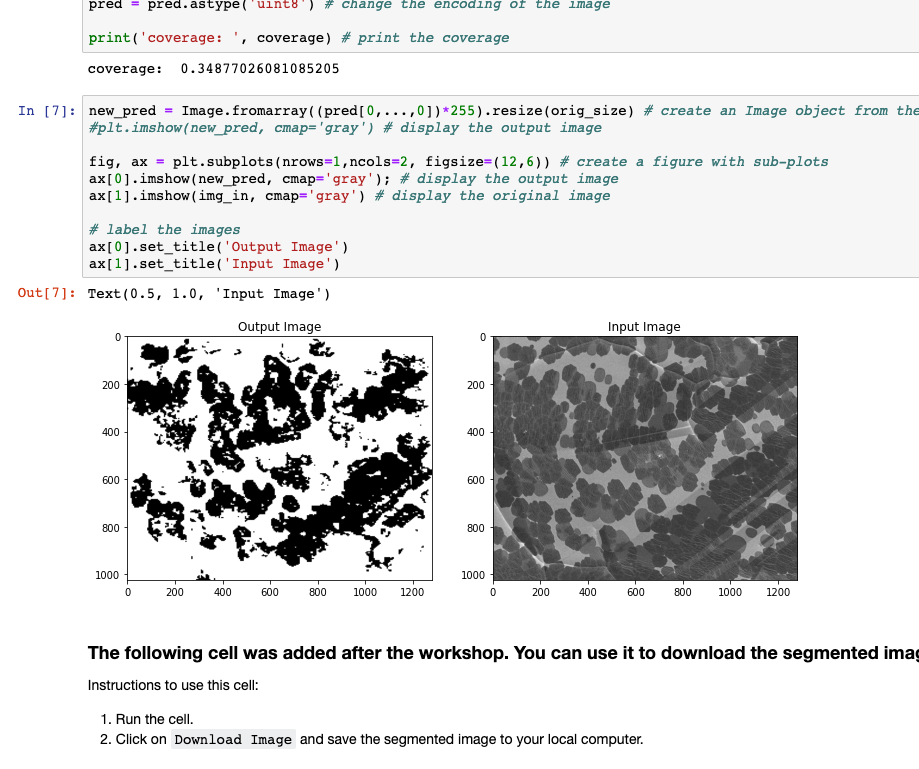 pred = pred.astype('uint8') # change the encoding of the image
print('coverage: ', coverage) # print the coverage
coverage:  0.34877026081085205
In [7]: new_pred = Image.fromarray((pred[0,...,0])*255).resize(orig_size) # create an Image object from the
#plt.imshow(new_pred, cmap='gray') # display the output image
fig, ax = plt.subplots(nrows=1,ncols=2, figsize=(12,6)) # create a figure with sub-plots
ax[0].imshow(new_pred, cmap='gray'); # display the output image
ax[1].imshow(img_in, cmap='gray') # display the original image
# label the images
ax[0].set_title('Output Image')
ax[1].set_title('Input Image')
Out[7]: Text(0.5, 1.0, 'Input Image')
Output Image
0
200
400
600
800
1000
0 200 400 600 800 1000 1200
Input Image
0
200
400
600
800
1000
0 200 400 600 800 1000 1200
The following cell was added after the workshop. You can use it to download the segmented
Instructions to use this cell:
1. Run the cell.
2. Click on Download Image and save the segmented image to your local computer.